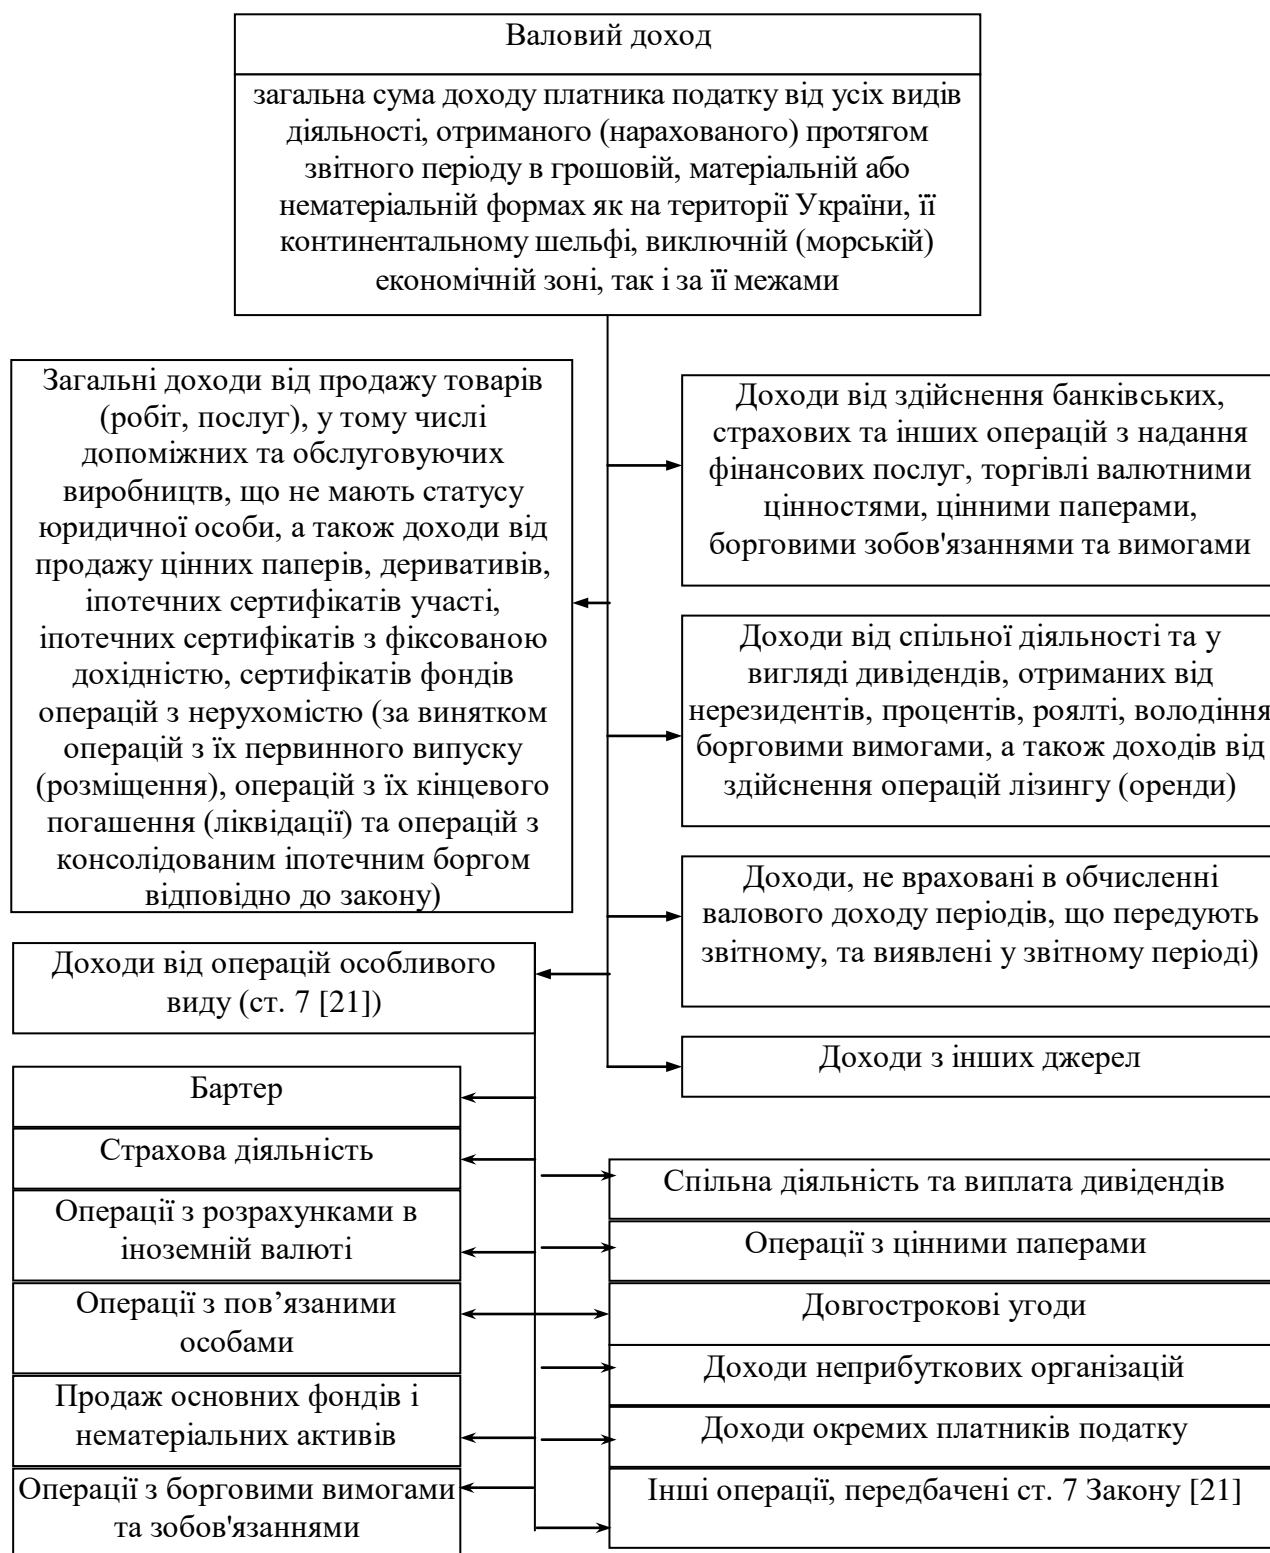 Валовий доход
загальна сума доходу платника податку від усіх видів
діяльності, отриманого (нарахованого) протягом
звітного періоду в грошовій, матеріальній або
нематеріальній формах як на території України, її
континентальному шельфі, виключній (морській)
економічній зоні, так і за її межами
Загальні доходи від продажу товарів
(робіт, послуг), у тому числі
допоміжних та обслуговуючих
виробництв, що не мають статусу
юридичної особи, а також доходи від
продажу цінних паперів, деривативів,
іпотечних сертифікатів участі,
іпотечних сертифікатів з фіксованою
дохідністю, сертифікатів фондів
операцій з нерухомістю (за винятком
операцій з їх первинного випуску
(розміщення), операцій з їх кінцевого
погашення (ліквідації) та операцій з
консолідованим іпотечним боргом
відповідно до закону)
Доходи від здійснення банківських,
страхових та інших операцій з надання
фінансових послуг, торгівлі валютними
цінностями, цінними паперами,
борговими зобов'язаннями та вимогами
Доходи від спільної діяльності та у
вигляді дивідендів, отриманих від
нерезидентів, процентів, роялті, володіння
борговими вимогами, а також доходів від
здійснення операцій лізингу (оренди)
Доходи, не враховані в обчисленні
валового доходу періодів, що передують
звітному, та виявлені у звітному періоді)
Доходи з інших джерел
Доходи від операцій особливого
виду (ст. 7 [21])
Бартер
Страхова діяльність
Операції з розрахунками в
іноземній валюті
Операції з пов’язаними
особами
Продаж основних фондів і
нематеріальних активів
Операції з борговими вимогами
та зобов'язаннями
Спільна діяльність та виплата дивідендів
Операції з цінними паперами
Довгострокові угоди
Доходи неприбуткових організацій
Доходи окремих платників податку
Інші операції, передбачені ст. 7 Закону [21]